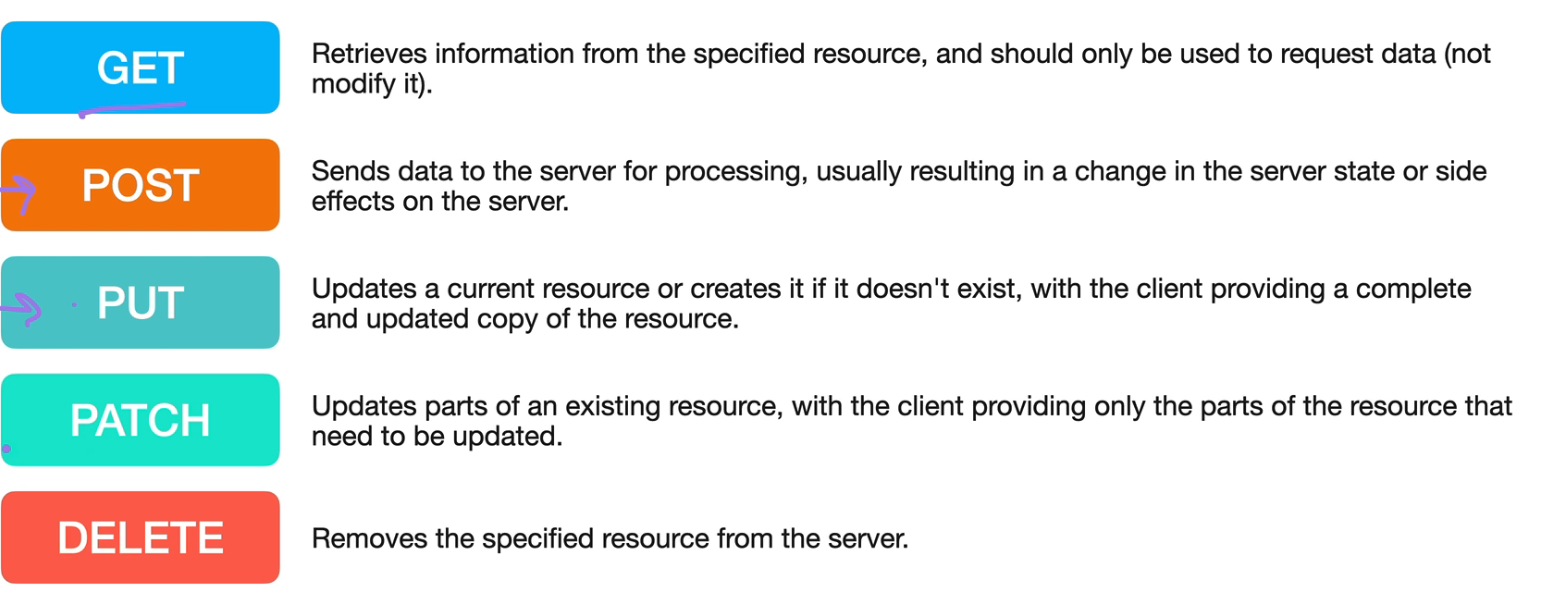 GET
Retrieves information from the specified resource, and should only be used to request data (not
modify it).
POST
Sends data to the server for processing, usually resulting in a change in the server state or side
effects on the server.
PUT
Updates a current resource or creates it if it doesn't exist, with the client providing a complete
and updated copy of the resource.
PATCH
Updates parts of an existing resource, with the client providing only the parts of the resource that
need to be updated.
DELETE
Removes the specified resource from the server.